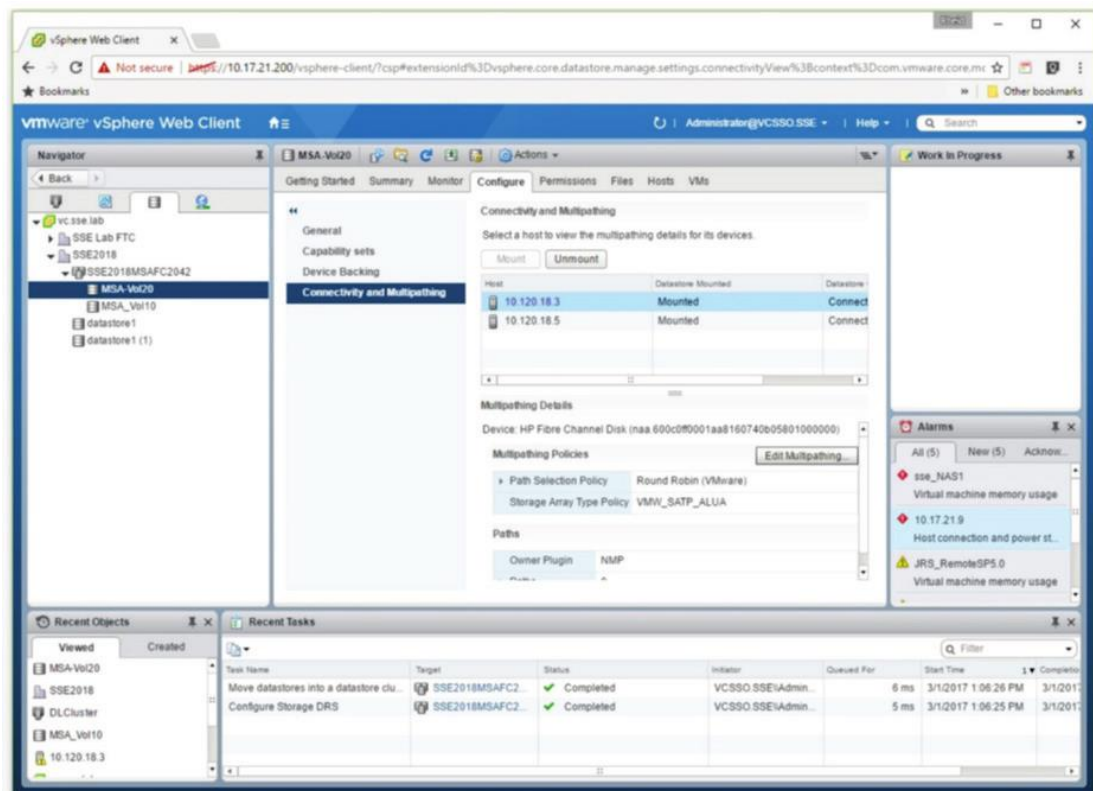 vSphere Web Client
Not secure | https://10.17.21.200/vsphere-client/?csp#extensionId%3Dvsphere.core.datastore.manage.settings.connectivityView%3Bcontext%3Dcom.vmware.core.mc
Bookmarks
» Other bookmarks
vmware® vSphere Web Client
Administrator@VCSSO.SSE | Help
Search
Navigator
Back
vc.sse.lab
SSE Lab FTC
SSE2018
SSE2018MSAFC2042
MSA-Vol20
MSA_Vol10
datastore1
datastore1 (1)
MSA-Vol20 Actions
Getting Started Summary Monitor Configure Permissions Files Hosts VMs
General
Capability sets
Device Backing
Connectivity and Multipathing
Connectivity and Multipathing
Select a host to view the multipathing details for its devices.
Mount Unmount
Host Datastore Mounted Datastore
10.120.18.3 Mounted Connect
10.120.18.5 Mounted Connect
Multipathing Details
Device: HP Fibre Channel Disk (naa.600c0ff0001aa8160740b05801000000)
Multipathing Policies Edit Multipathing...
Path Selection Policy Round Robin (VMware)
Storage Array Type Policy VMW_SATP_ALUA
Paths
Owner Plugin NMP
Work In Progress
Alarms
All (5) New (5) Acknow...
sse_NAS1
Virtual machine memory usage
10.17.21.9
Host connection and power st...
JRS_RemoteSP5.0
Virtual machine memory usage
Recent Objects
Viewed Created
MSA-Vol20
SSE2018
DLCluster
MSA_Vol10
10.120.18.3
Recent Tasks
Filter
Task Name Target Status Initiator Queued For Start Time 1 Completio
Move datastores into a datastore clu... SSE2018MSAFC2... Completed VCSSO.SSE\Admin... 6 ms 3/1/2017 1:06:26 PM 3/1/2017
Configure Storage DRS SSE2018MSAFC2... Completed VCSSO.SSE\Admin... 5 ms 3/1/2017 1:06:25 PM 3/1/2017